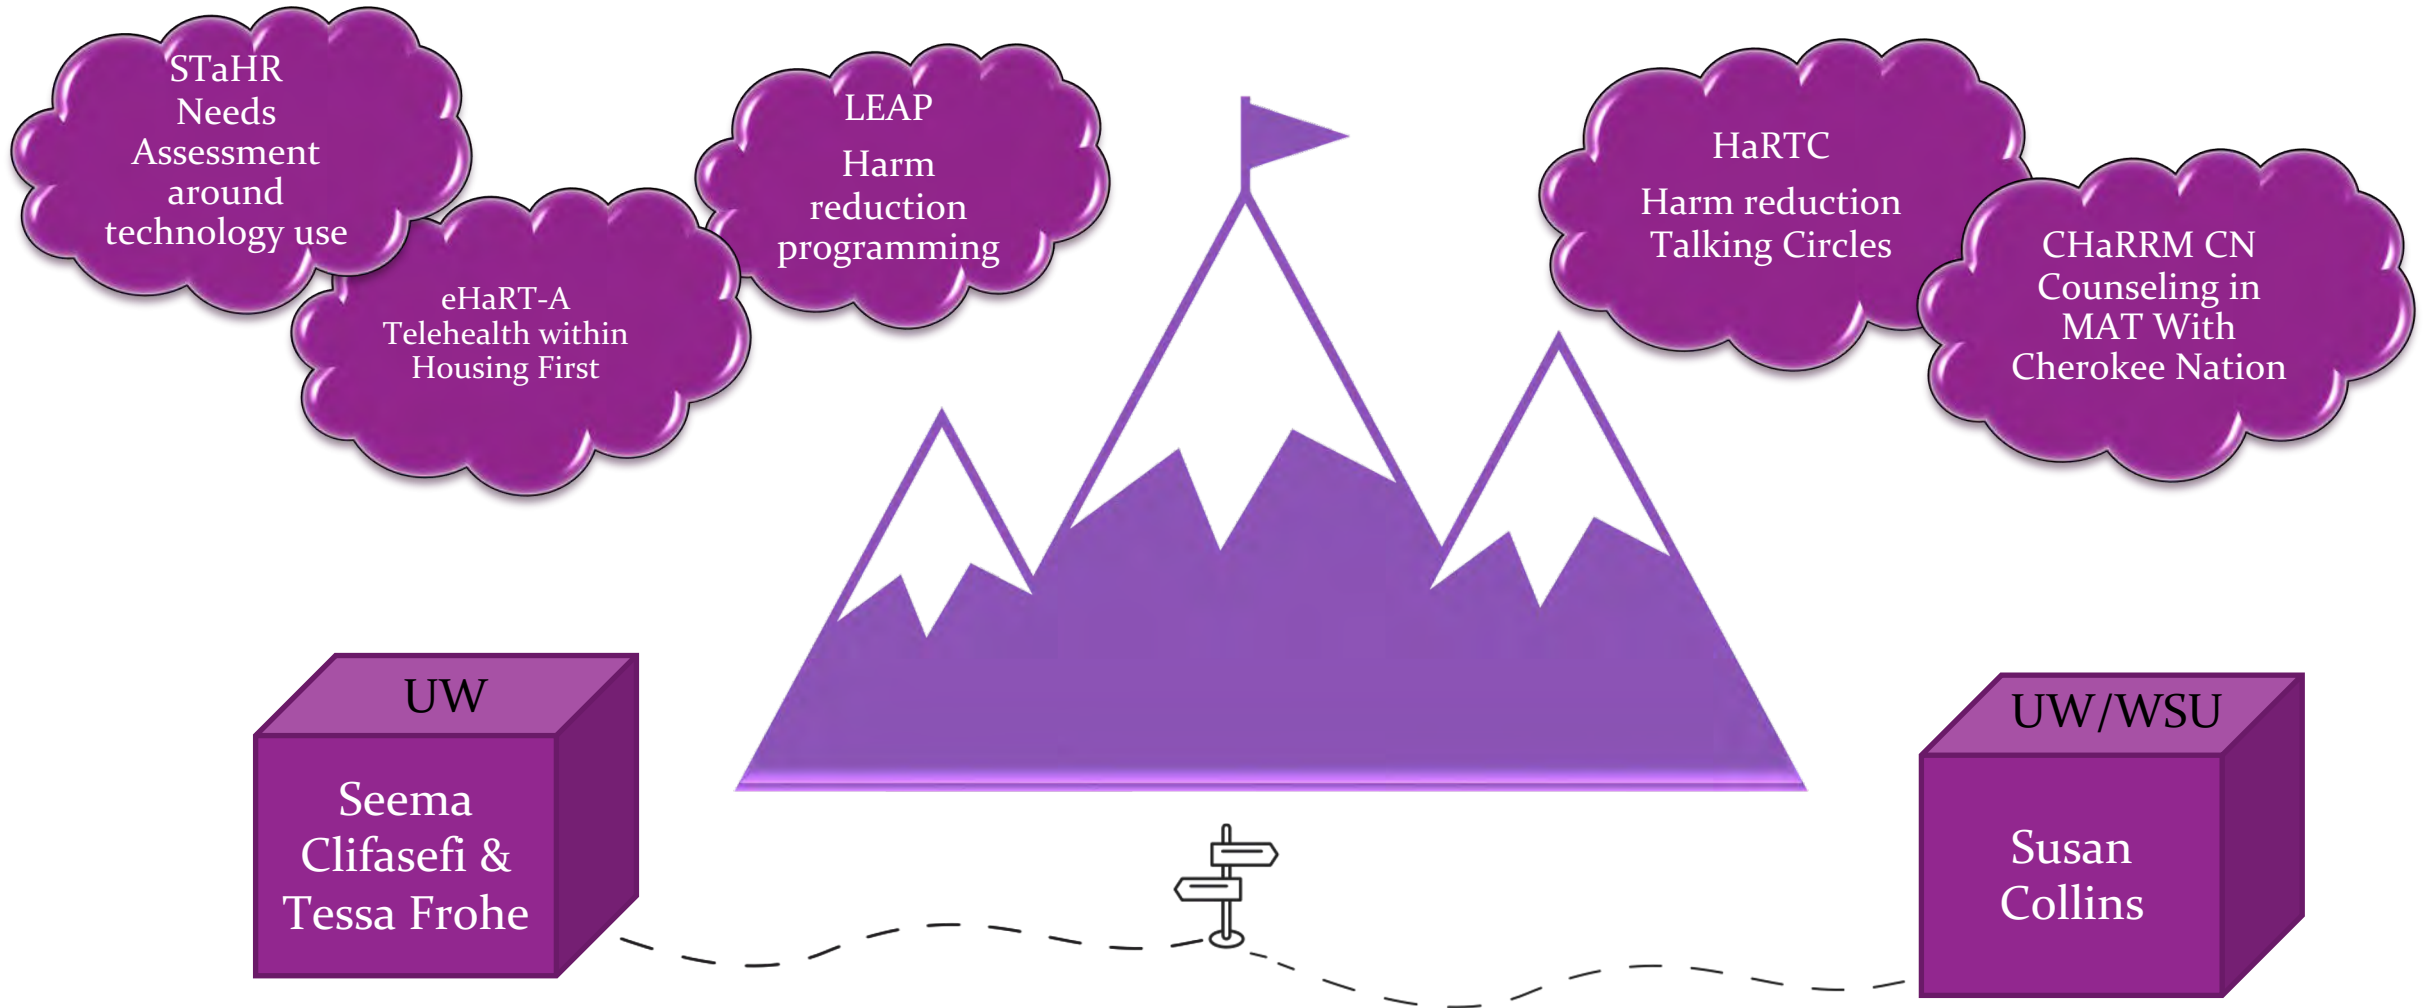 STaHR
Needs
Assessment
around
technology use
eHaRT-A
Telehealth within
Housing First
LEAP
Harm
reduction
programming
HaRTC
Harm reduction
Talking Circles
CHaRRM CN
Counseling in
MAT With
Cherokee Nation
UW
Seema
Clifasefi &
Tessa Frohe
UW/WSU
Susan
Collins